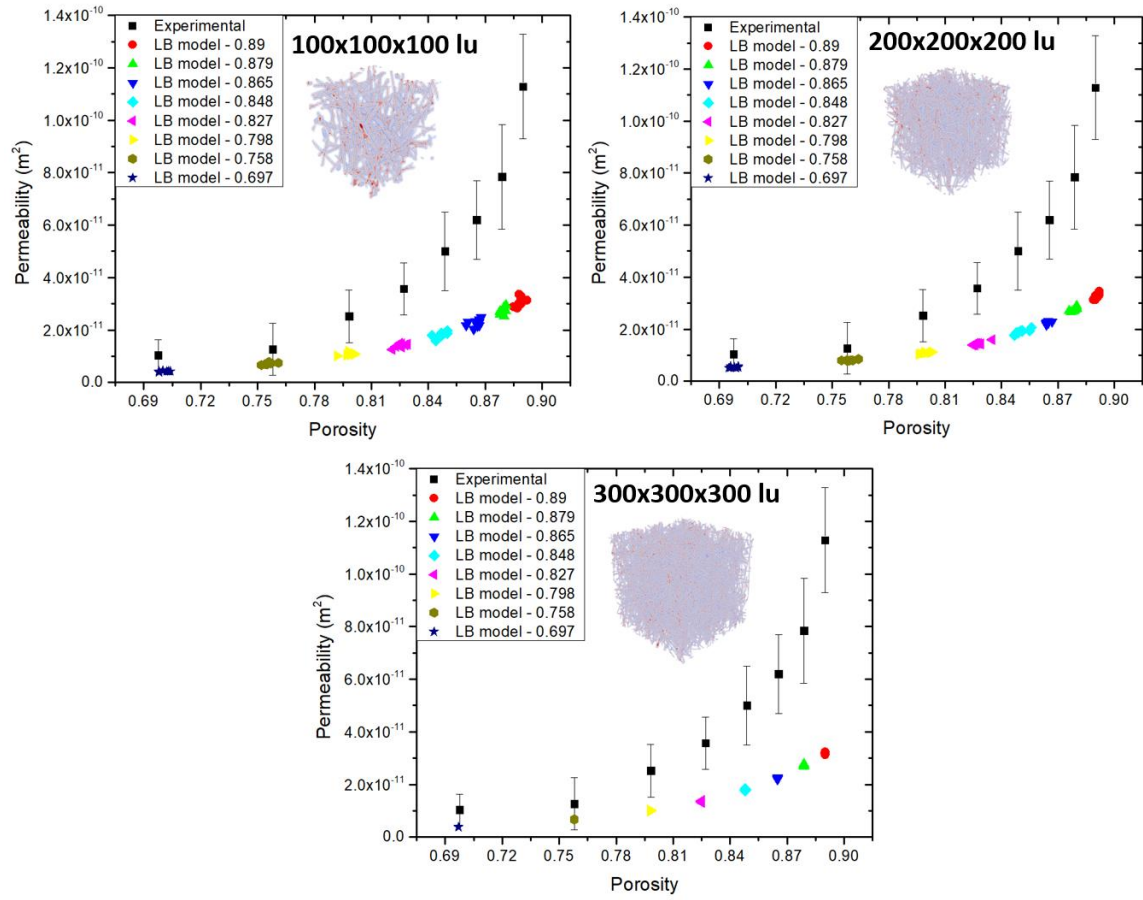 1.4x10⁻¹⁰
1.2x10⁻¹⁰
1.0x10⁻¹⁰
8.0x10⁻¹¹
6.0x10⁻¹¹
4.0x10⁻¹¹
2.0x10⁻¹¹
0.0
Permeability (m²)
Experimental
LB model - 0.89
LB model - 0.879
LB model - 0.865
LB model - 0.848
LB model - 0.827
LB model - 0.798
LB model - 0.758
LB model - 0.697
100x100x100 lu
0.69 0.72 0.75 0.78 0.81 0.84 0.87 0.90
Porosity
1.4x10⁻¹⁰
1.2x10⁻¹⁰
1.0x10⁻¹⁰
8.0x10⁻¹¹
6.0x10⁻¹¹
4.0x10⁻¹¹
2.0x10⁻¹¹
0.0
Permeability (m²)
Experimental
LB model - 0.89
LB model - 0.879
LB model - 0.865
LB model - 0.848
LB model - 0.827
LB model - 0.798
LB model - 0.758
LB model - 0.697
200x200x200 lu
0.69 0.72 0.75 0.78 0.81 0.84 0.87 0.90
Porosity
1.4x10⁻¹⁰
1.2x10⁻¹⁰
1.0x10⁻¹⁰
8.0x10⁻¹¹
6.0x10⁻¹¹
4.0x10⁻¹¹
2.0x10⁻¹¹
0.0
Permeability (m²)
Experimental
LB model - 0.89
LB model - 0.879
LB model - 0.865
LB model - 0.848
LB model - 0.827
LB model - 0.798
LB model - 0.758
LB model - 0.697
300x300x300 lu
0.69 0.72 0.75 0.78 0.81 0.84 0.87 0.90
Porosity